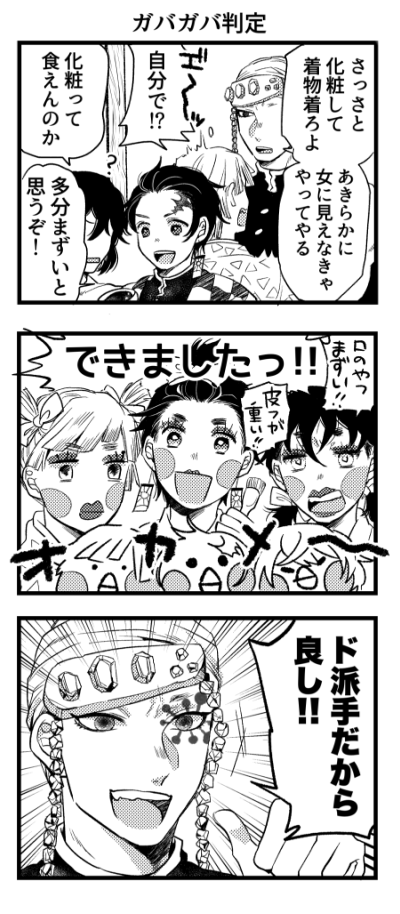 ガバガバ判定
さっさと
化粧して
着物着ろよ
あきらかに
女に見えなきゃ
やってやる
えーっ
自分で!?
化粧って
食えんのか
?
多分まずいと
思うぞ!
できましたっ!!
口のやつ
まずい!!
皮フが
重い!!
オカメ〜
ド派手だから
良し!!